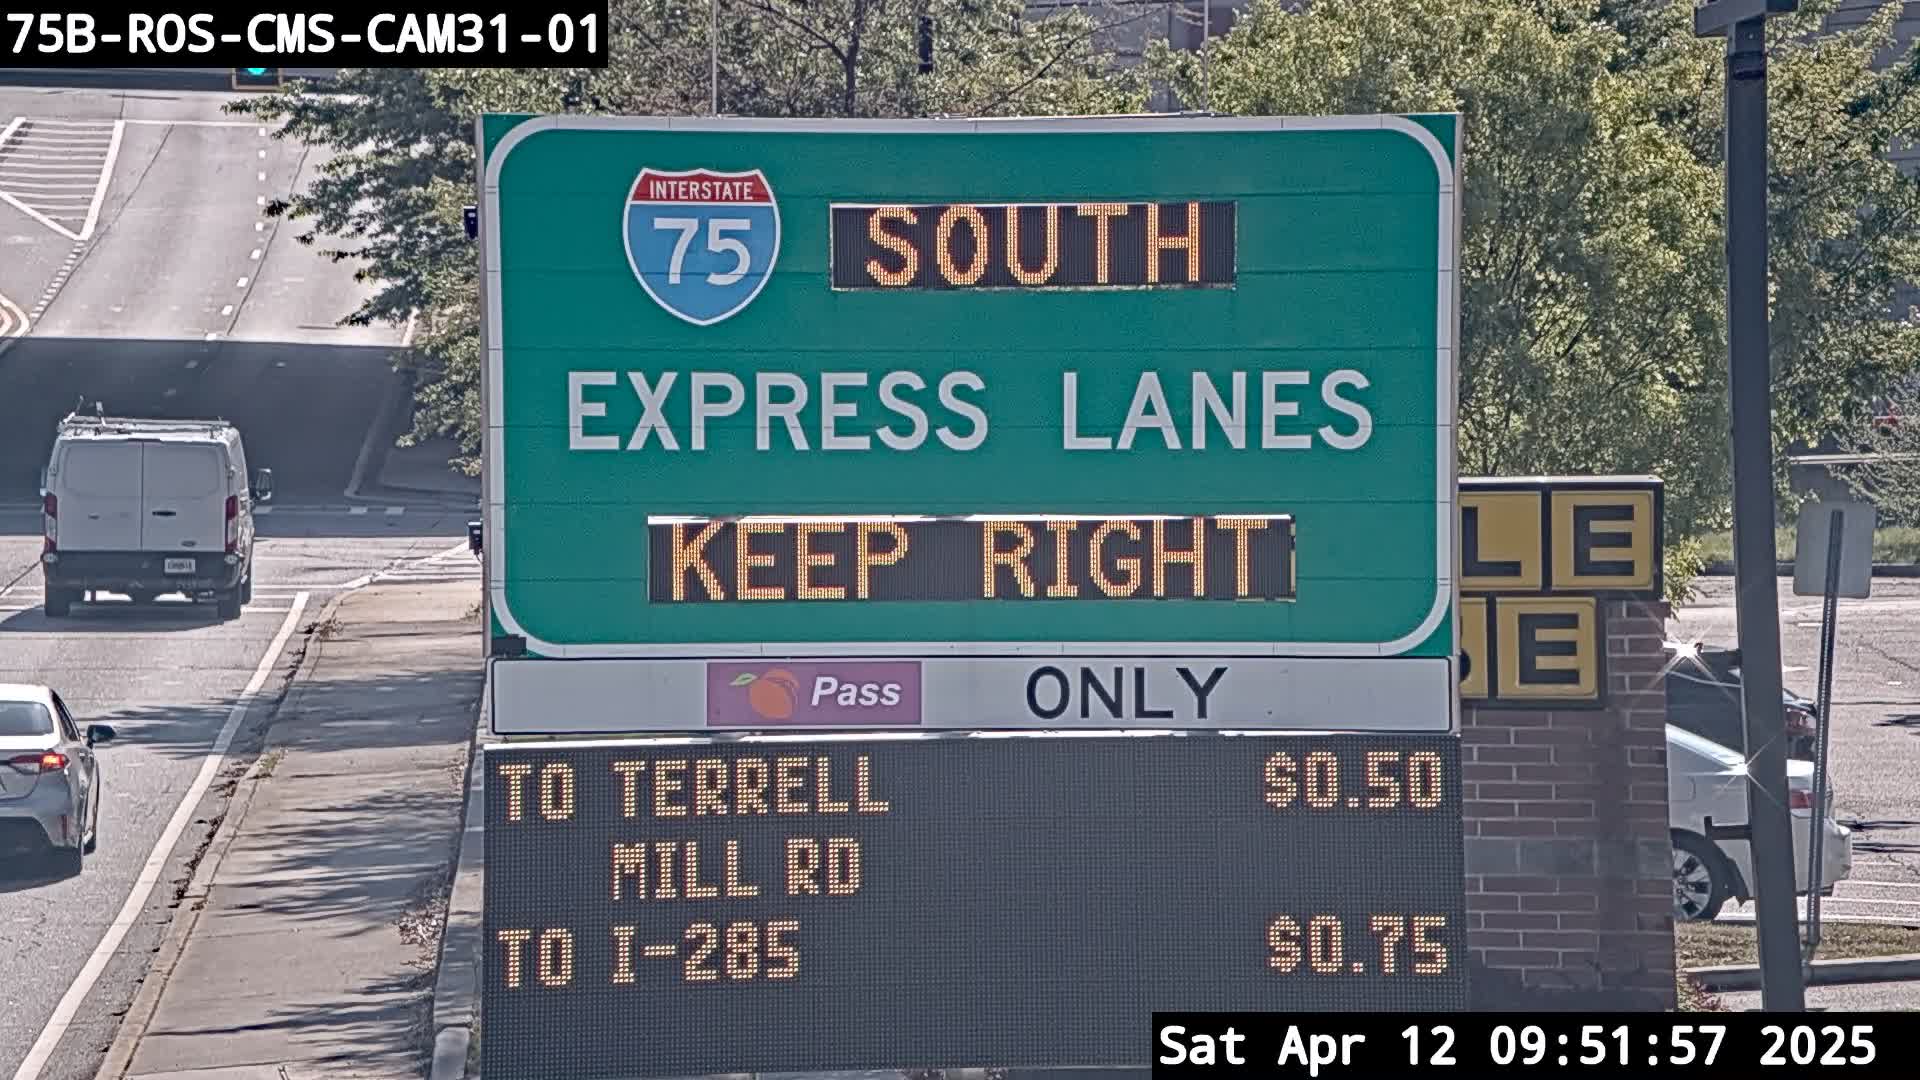 75B-ROS-CMS-CAM31-01
INTERSTATE
75
SOUTH
EXPRESS LANES
KEEP RIGHT
Pass ONLY
TO TERRELL $0.50
MILL RD
TO I-285 $0.75
LE
BE
Sat Apr 12 09:51:57 2025